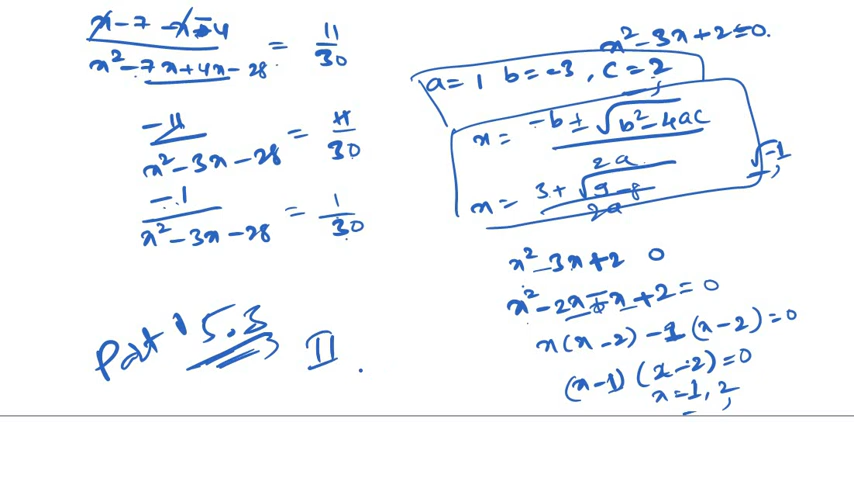 x-7 -x-4 / x²-7x+4x-28 = 11/30
-11 / x²-3x-28 = 11/30
-1 / x²-3x-28 = 1/30
Part 5.3
II.
x²-3x+2=0.
a=1 b=-3, c=2
x= -b±√b²-4ac / 2a
x= 3+√9-8 / 2a
√-1
x²-3x+2 0
x²-2x-x+2=0
x(x-2)-1(x-2)=0
(x-1)(x-2)=0
x=1,2